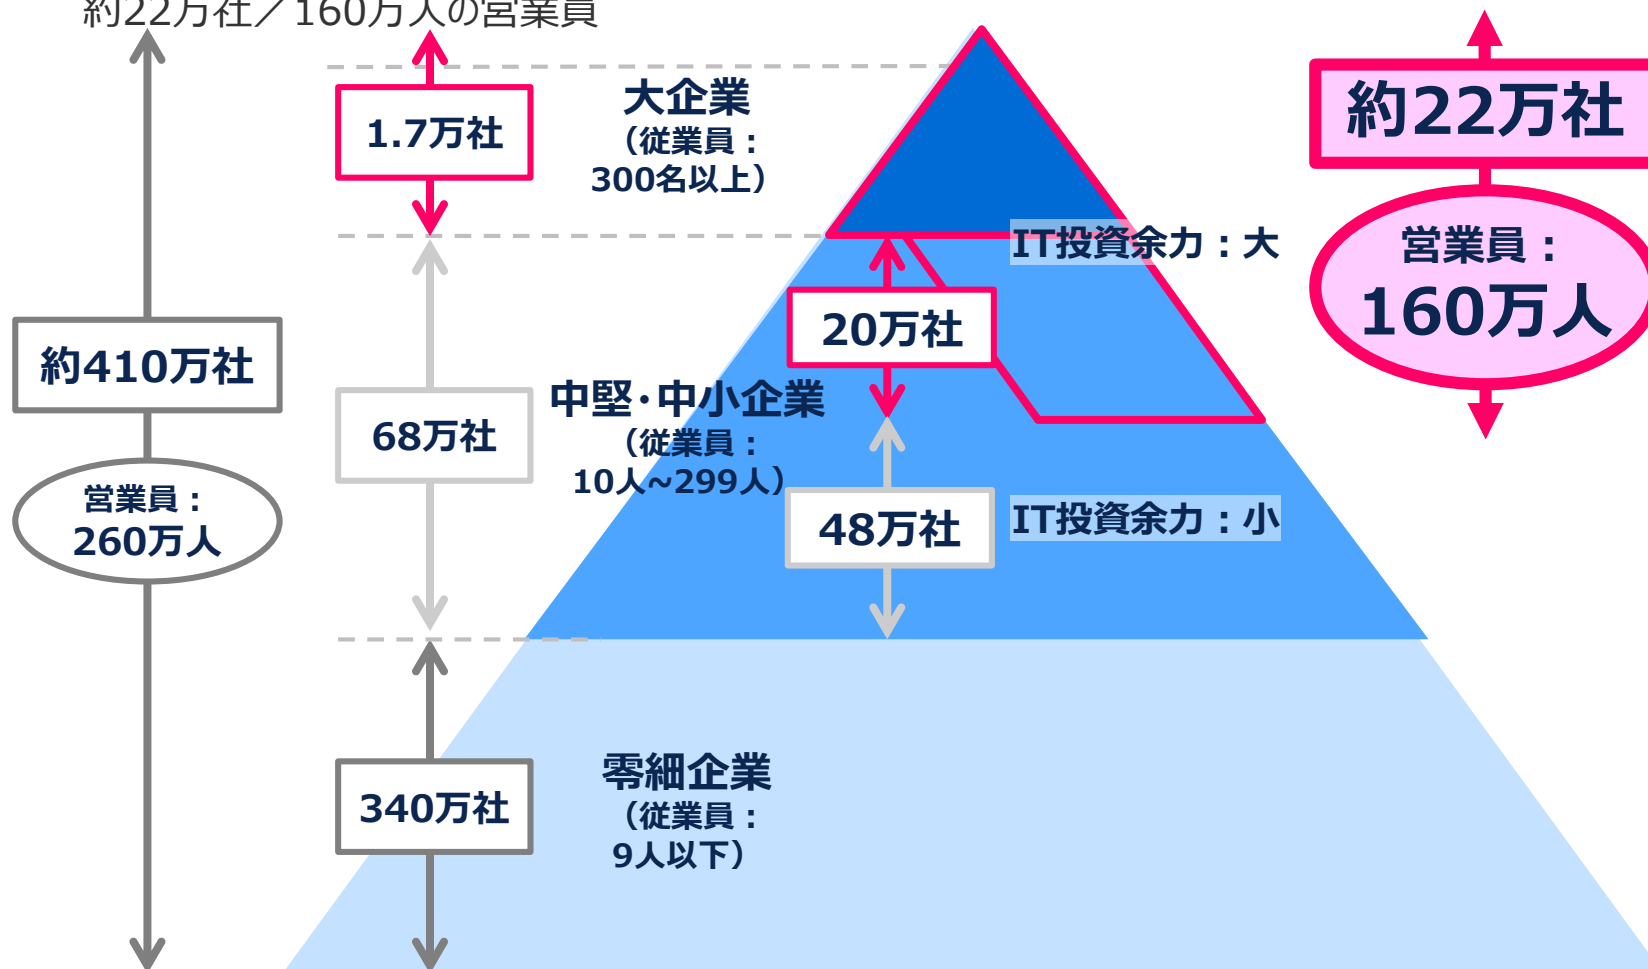 約22万社／160万人の営業員
1.7万社
大企業
（従業員：
300名以上）
約22万社
IT投資余力：大
営業員：
160万人
20万社
約410万社
68万社
中堅・中小企業
（従業員：
10人~299人）
営業員：
260万人
48万社
IT投資余力：小
340万社
零細企業
（従業員：
9人以下）